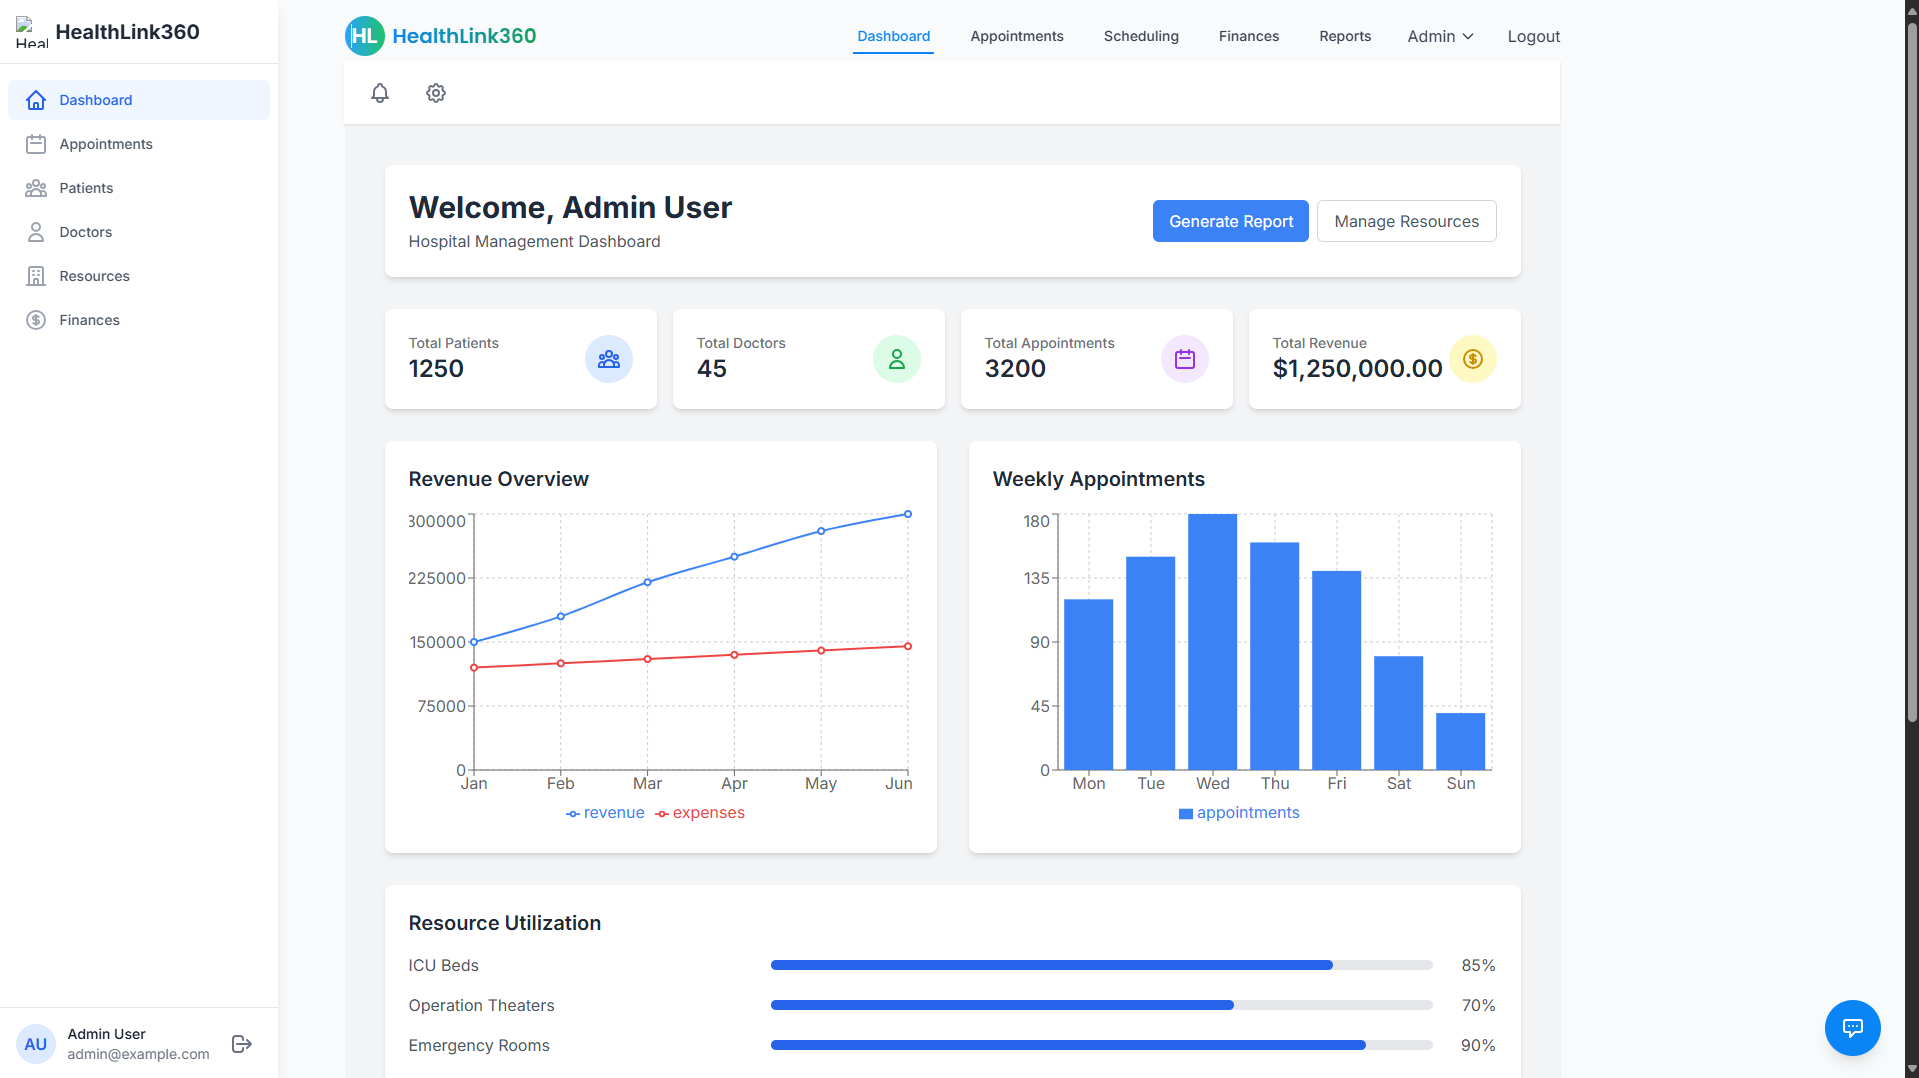 Heal
HealthLink360
Dashboard
Appointments
Patients
Doctors
Resources
Finances
AU
Admin User
admin@example.com
HL HealthLink360
Dashboard
Appointments
Scheduling
Finances
Reports
Admin
Logout
Welcome, Admin User
Hospital Management Dashboard
Generate Report
Manage Resources
Total Patients
1250
Total Doctors
45
Total Appointments
3200
Total Revenue
$1,250,000.00
Revenue Overview
300000
225000
150000
75000
0
Jan Feb Mar Apr May Jun
revenue expenses
Weekly Appointments
180
135
90
45
0
Mon Tue Wed Thu Fri Sat Sun
appointments
Resource Utilization
ICU Beds 85%
Operation Theaters 70%
Emergency Rooms 90%